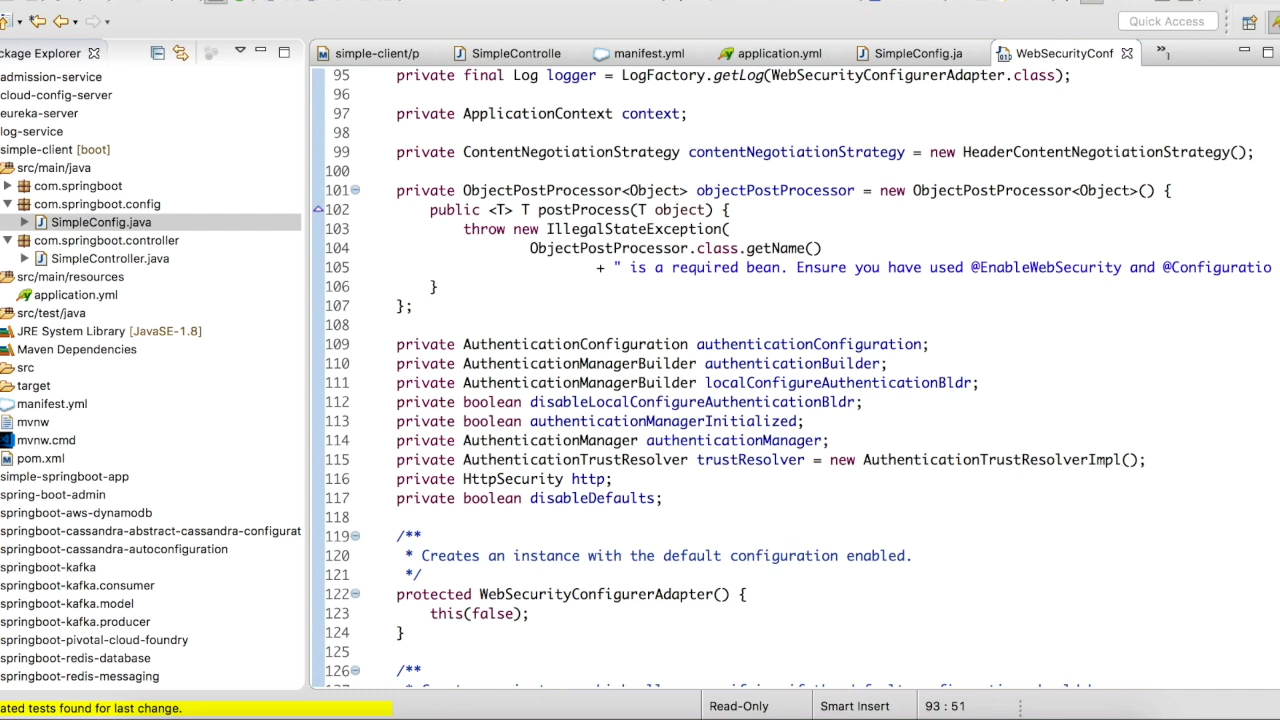 Quick Access
ckage Explorer
simple-client/p
SimpleControlle
manifest.yml
application.yml
SimpleConfig.ja
WebSecurityConf
»1
admission-service
cloud-config-server
eureka-server
log-service
simple-client [boot]
src/main/java
com.springboot
com.springboot.config
SimpleConfig.java
com.springboot.controller
SimpleController.java
src/main/resources
application.yml
src/test/java
JRE System Library [JavaSE-1.8]
Maven Dependencies
src
target
manifest.yml
mvnw
mvnw.cmd
pom.xml
simple-springboot-app
spring-boot-admin
springboot-aws-dynamodb
springboot-cassandra-abstract-cassandra-configurat
springboot-cassandra-autoconfiguration
springboot-kafka
springboot-kafka.consumer
springboot-kafka.model
springboot-kafka.producer
springboot-pivotal-cloud-foundry
springboot-redis-database
springboot-redis-messaging
95 private final Log logger = LogFactory.getLog(WebSecurityConfigurerAdapter.class);
96
97 private ApplicationContext context;
98
99 private ContentNegotiationStrategy contentNegotiationStrategy = new HeaderContentNegotiationStrategy();
100
101 private ObjectPostProcessor<Object> objectPostProcessor = new ObjectPostProcessor<Object>() {
102 public <T> T postProcess(T object) {
103 throw new IllegalStateException(
104 ObjectPostProcessor.class.getName()
105 + " is a required bean. Ensure you have used @EnableWebSecurity and @Configuratio
106 }
107 };
108
109 private AuthenticationConfiguration authenticationConfiguration;
110 private AuthenticationManagerBuilder authenticationBuilder;
111 private AuthenticationManagerBuilder localConfigureAuthenticationBldr;
112 private boolean disableLocalConfigureAuthenticationBldr;
113 private boolean authenticationManagerInitialized;
114 private AuthenticationManager authenticationManager;
115 private AuthenticationTrustResolver trustResolver = new AuthenticationTrustResolverImpl();
116 private HttpSecurity http;
117 private boolean disableDefaults;
118
119 /**
120 * Creates an instance with the default configuration enabled.
121 */
122 protected WebSecurityConfigurerAdapter() {
123 this(false);
124 }
125
126 /**
ated tests found for last change.
Read-Only
Smart Insert
93 : 51